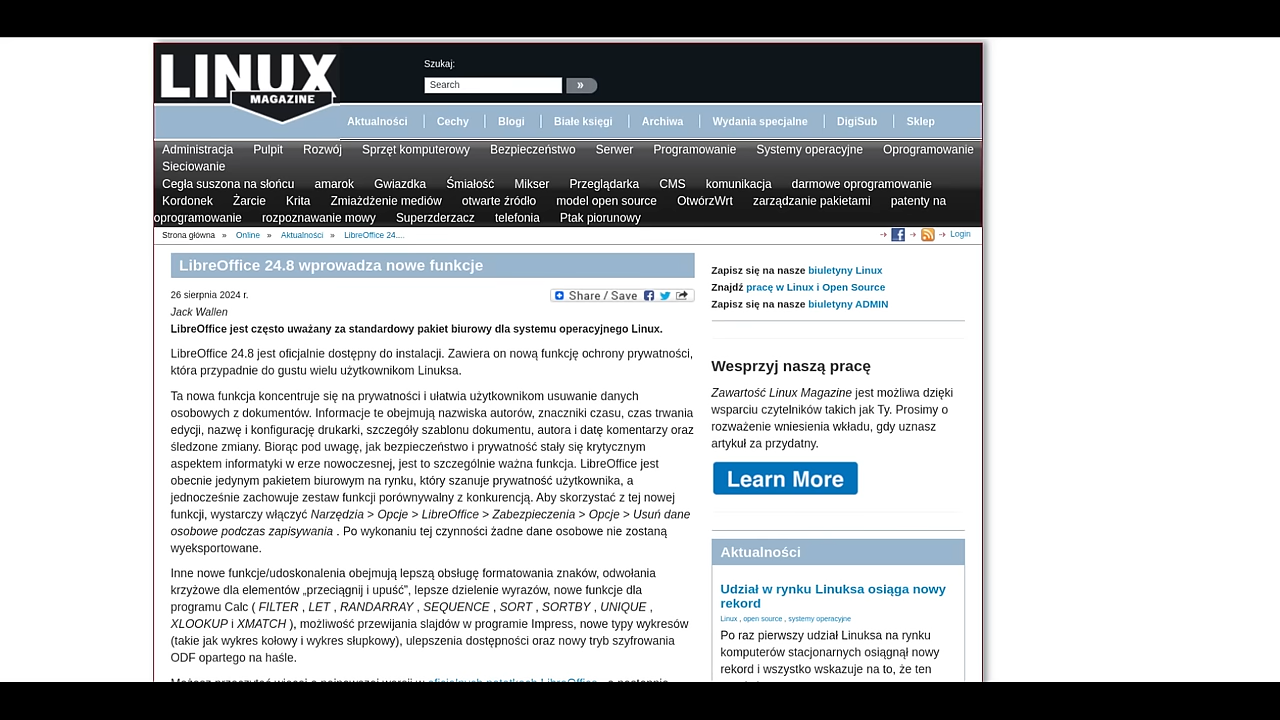 LINUX
MAGAZINE
Szukaj:
Search »
Aktualności Cechy Blogi Białe księgi Archiwa Wydania specjalne DigiSub Sklep
Administracja Pulpit Rozwój Sprzęt komputerowy Bezpieczeństwo Serwer Programowanie Systemy operacyjne Oprogramowanie
Sieciowanie
Cegła suszona na słońcu amarok Gwiazdka Śmiałość Mikser Przeglądarka CMS komunikacja darmowe oprogramowanie
Kordonek Żarcie Krita Zmiażdżenie mediów otwarte źródło model open source OtwórzWrt zarządzanie pakietami patenty na
oprogramowanie rozpoznawanie mowy Superzderzacz telefonia Ptak piorunowy
Strona główna » Online » Aktualności » LibreOffice 24....
Login
LibreOffice 24.8 wprowadza nowe funkcje
26 sierpnia 2024 r.
Share / Save
Jack Wallen
LibreOffice jest często uważany za standardowy pakiet biurowy dla systemu operacyjnego Linux.
LibreOffice 24.8 jest oficjalnie dostępny do instalacji. Zawiera on nową funkcję ochrony prywatności,
która przypadnie do gustu wielu użytkownikom Linuksa.
Ta nowa funkcja koncentruje się na prywatności i ułatwia użytkownikom usuwanie danych
osobowych z dokumentów. Informacje te obejmują nazwiska autorów, znaczniki czasu, czas trwania
edycji, nazwę i konfigurację drukarki, szczegóły szablonu dokumentu, autora i datę komentarzy oraz
śledzone zmiany. Biorąc pod uwagę, jak bezpieczeństwo i prywatność stały się krytycznym
aspektem informatyki w erze nowoczesnej, jest to szczególnie ważna funkcja. LibreOffice jest
obecnie jedynym pakietem biurowym na rynku, który szanuje prywatność użytkownika, a
jednocześnie zachowuje zestaw funkcji porównywalny z konkurencją. Aby skorzystać z tej nowej
funkcji, wystarczy włączyć Narzędzia > Opcje > LibreOffice > Zabezpieczenia > Opcje > Usuń dane
osobowe podczas zapisywania . Po wykonaniu tej czynności żadne dane osobowe nie zostaną
wyeksportowane.
Inne nowe funkcje/udoskonalenia obejmują lepszą obsługę formatowania znaków, odwołania
krzyżowe dla elementów „przeciągnij i upuść”, lepsze dzielenie wyrazów, nowe funkcje dla
programu Calc ( FILTER , LET , RANDARRAY , SEQUENCE , SORT , SORTBY , UNIQUE ,
XLOOKUP i XMATCH ), możliwość przewijania slajdów w programie Impress, nowe typy wykresów
(takie jak wykres kołowy i wykres słupkowy), ulepszenia dostępności oraz nowy tryb szyfrowania
ODF opartego na haśle.
Możesz przeczytać więcej o najnowszej wersji w oficjalnych notatkach LibreOffice , a następnie
Zapisz się na nasze biuletyny Linux
Znajdź pracę w Linux i Open Source
Zapisz się na nasze biuletyny ADMIN
Wesprzyj naszą pracę
Zawartość Linux Magazine jest możliwa dzięki
wsparciu czytelników takich jak Ty. Prosimy o
rozważenie wniesienia wkładu, gdy uznasz
artykuł za przydatny.
Learn More
Aktualności
Udział w rynku Linuksa osiąga nowy
rekord
Linux , open source , systemy operacyjne
Po raz pierwszy udział Linuksa na rynku
komputerów stacjonarnych osiągnął nowy
rekord i wszystko wskazuje na to, że ten